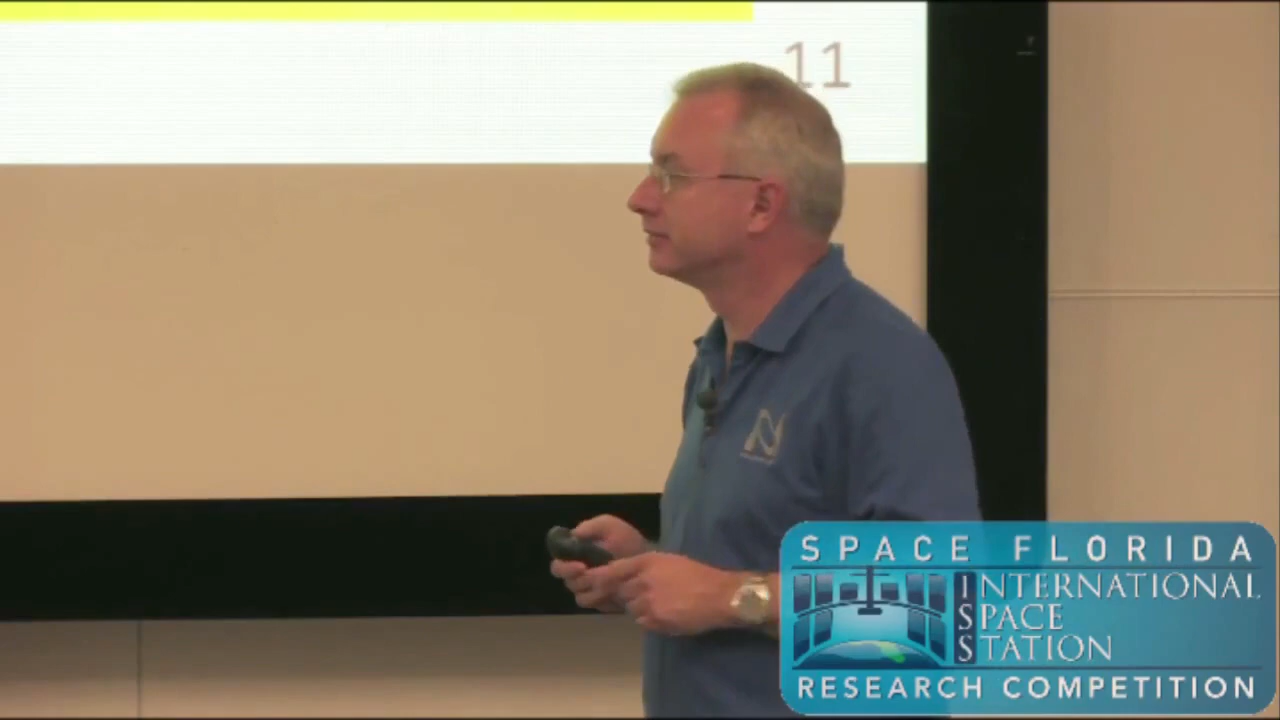 11
SPACE FLORIDA
INTERNATIONAL
SPACE
STATION
RESEARCH COMPETITION